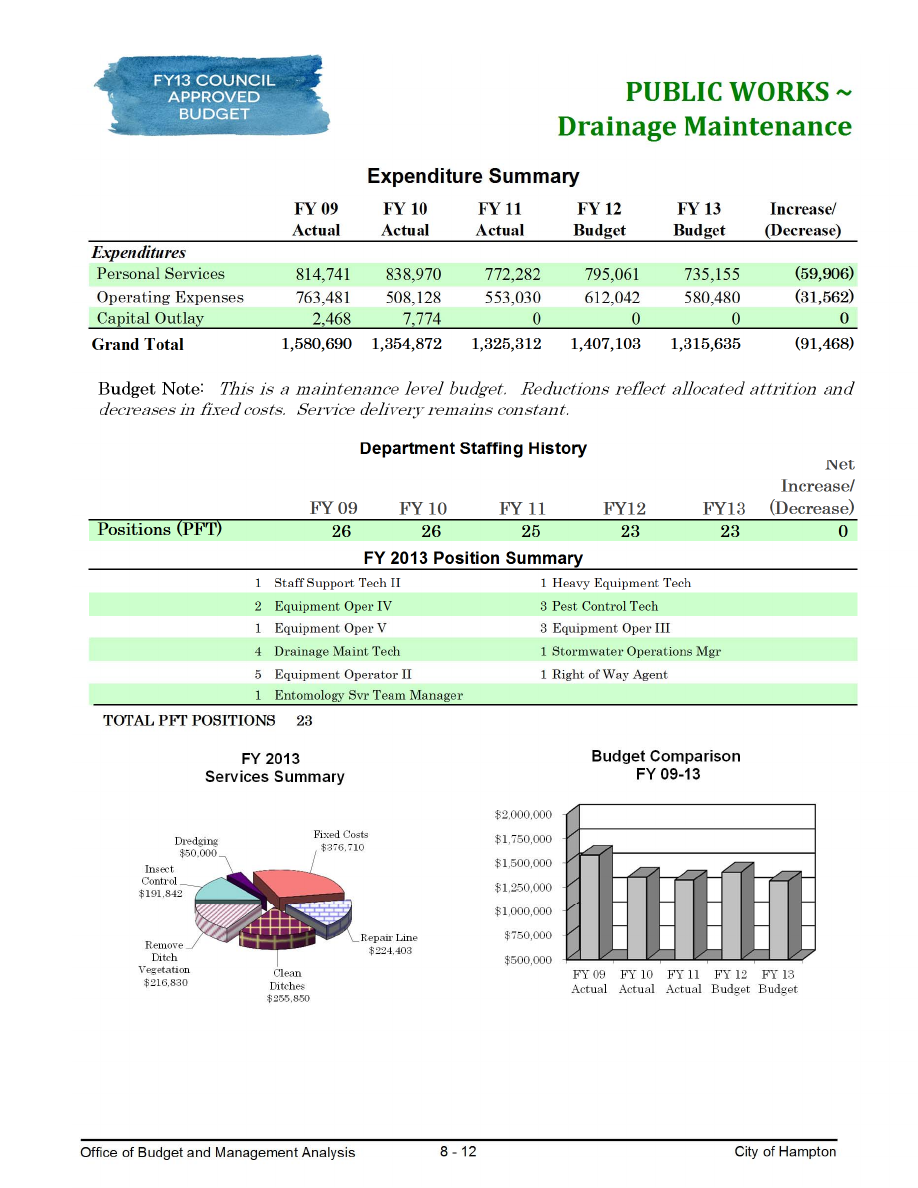 FY13 COUNCIL
APPROVED
BUDGET
PUBLIC WORKS ~
Drainage Maintenance
Expenditure Summary
FY 09 FY 10 FY 11 FY 12 FY 13 Increase/
Actual Actual Actual Budget Budget (Decrease)
Expenditures
Personal Services 814,741 838,970 772,282 795,061 735,155 (59,906)
Operating Expenses 763,481 508,128 553,030 612,042 580,480 (31,562)
Capital Outlay 2,468 7,774 0 0 0 0
Grand Total 1,580,690 1,354,872 1,325,312 1,407,103 1,315,635 (91,468)
Budget Note: This is a maintenance level budget. Reductions reflect allocated attrition and
decreases in fixed costs. Service delivery remains constant.
Department Staffing History
Net
Increase/
FY 09 FY 10 FY 11 FY12 FY13 (Decrease)
Positions (PFT) 26 26 25 23 23 0
FY 2013 Position Summary
1 Staff Support Tech II 1 Heavy Equipment Tech
2 Equipment Oper IV 3 Pest Control Tech
1 Equipment Oper V 3 Equipment Oper III
4 Drainage Maint Tech 1 Stormwater Operations Mgr
5 Equipment Operator II 1 Right of Way Agent
1 Entomology Svr Team Manager
TOTAL PFT POSITIONS 23
FY 2013
Services Summary
Dredging
$50,000
Fixed Costs
$376,710
Insect
Control
$191,842
Repair Line
$224,403
Remove
Ditch
Vegetation
$216,830
Clean
Ditches
$255,850
Budget Comparison
FY 09-13
$2,000,000
$1,750,000
$1,500,000
$1,250,000
$1,000,000
$750,000
$500,000
FY 09 FY 10 FY 11 FY 12 FY 13
Actual Actual Actual Budget Budget
Office of Budget and Management Analysis 8 - 12 City of Hampton